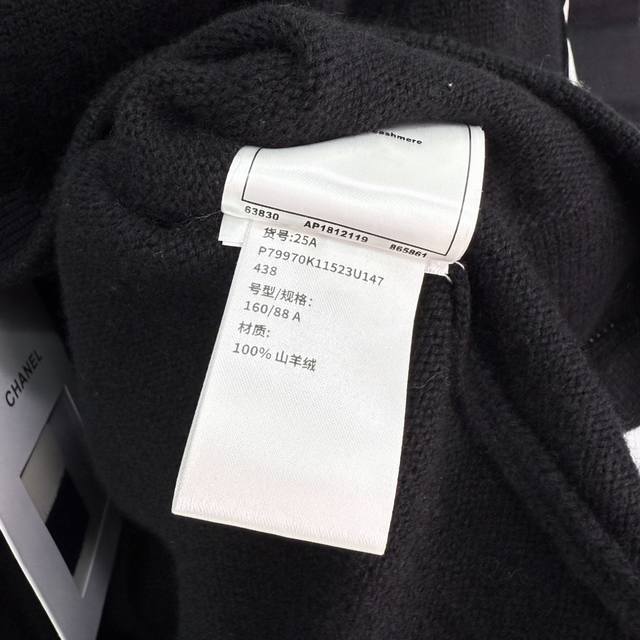 cashmere
63830 AP1812119 865861
货号:25A
P79970K11523U147
438
号型/规格:
160/88 A
材质:
100% 山羊绒
CHANEL